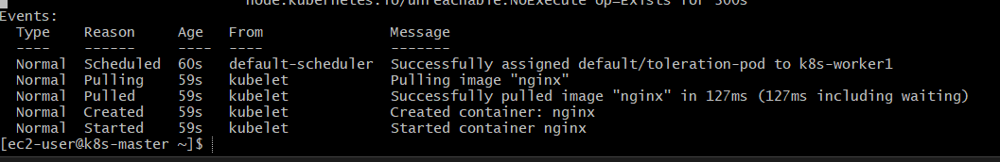 node.kubernetes.io/unreachable:NoExecute op=Exists for 300s
Events:
  Type    Reason     Age   From               Message
  ----    ------     ----  ----               -------
  Normal  Scheduled  60s   default-scheduler  Successfully assigned default/toleration-pod to k8s-worker1
  Normal  Pulling    59s   kubelet            Pulling image "nginx"
  Normal  Pulled     59s   kubelet            Successfully pulled image "nginx" in 127ms (127ms including waiting)
  Normal  Created    59s   kubelet            Created container: nginx
  Normal  Started    59s   kubelet            Started container nginx
[ec2-user@k8s-master ~]$